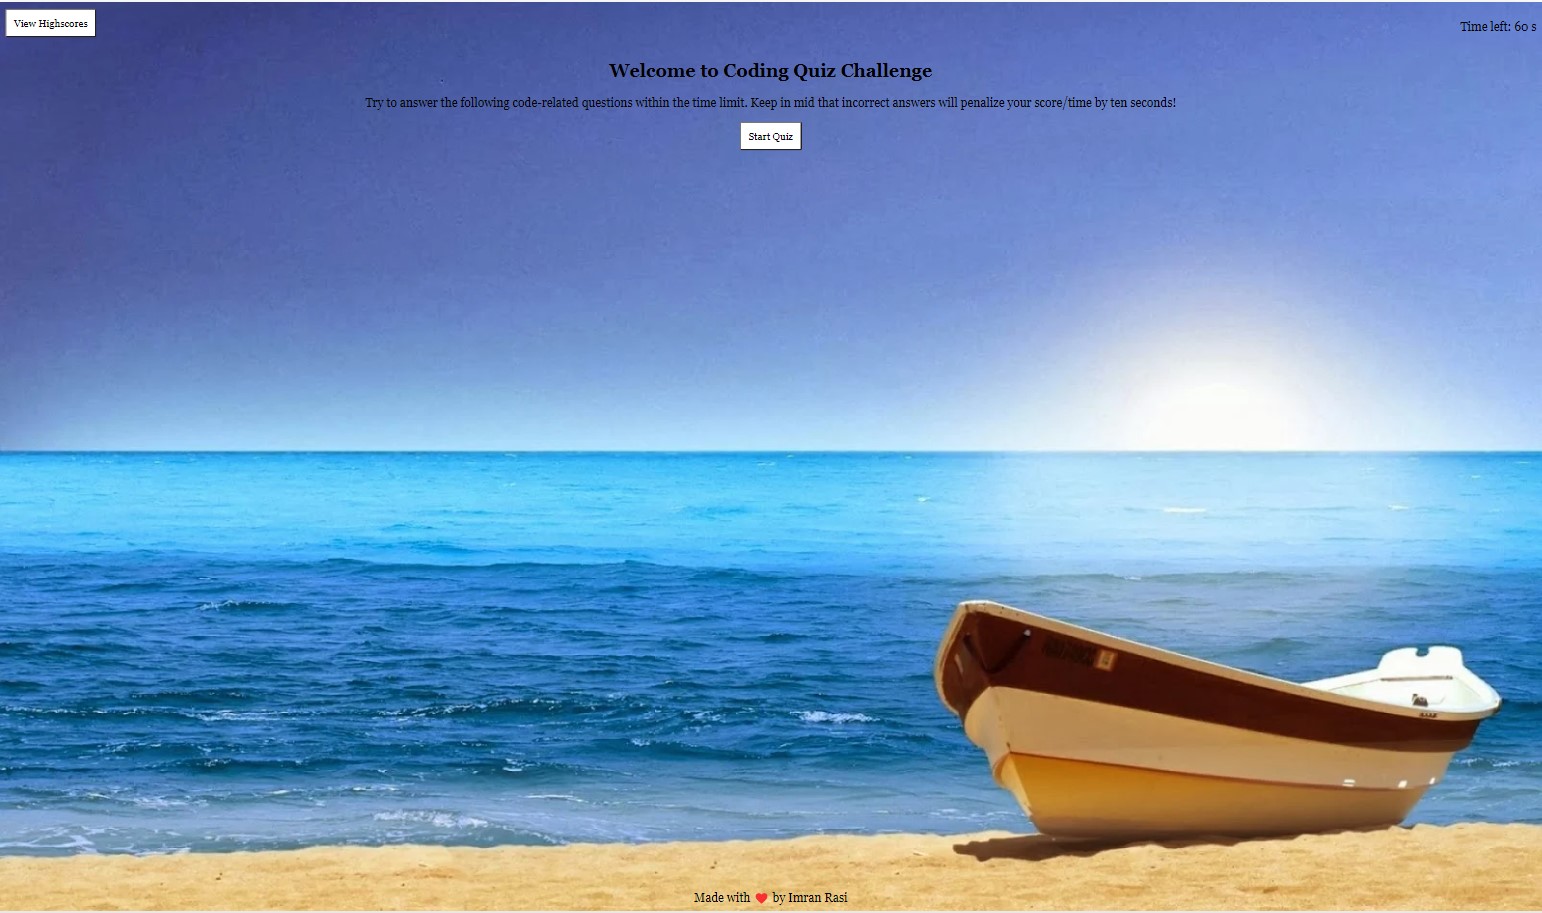 View Highscores
Time left: 60 s
Welcome to Coding Quiz Challenge
Try to answer the following code-related questions within the time limit. Keep in mid that incorrect answers will penalize your score/time by ten seconds!
Start Quiz
Made with ❤️ by Imran Rasi